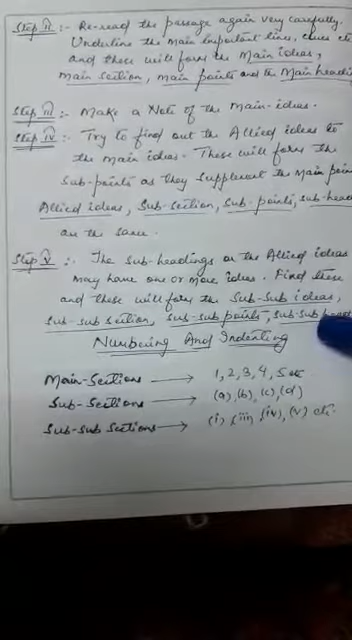 Step II :- Re-read the passage again very carefully.
Underline the main important lines, clues etc
and these will form the Main ideas,
main section, main points and the Main heading
Step III :- Make a Note of the main-ideas.
Step IV :- Try to find out the Allied ideas to
the main ideas. These will form the
Sub-points as they supplement the Main poin
Allied ideas, Sub-section, Sub-points, Sub-head
are the same.
Step V :- The Sub-headings or the Allied ideas
may have one or more ideas. Find these
and these will form the Sub-Sub ideas,
Sub-Sub section, Sub-Sub points, Sub-Sub head
Numbering And Indenting
Main-Sections → 1, 2, 3, 4, 5 etc.
Sub-Sections → (a), (b), (c), (d)
Sub-Sub Sections → (i), (iii), (iv), (v) etc.